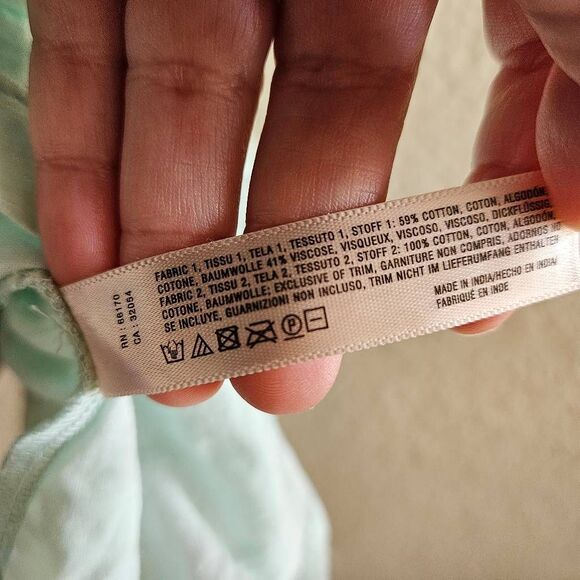 FABRIC 1, TISSU 1, TELA 1, TESSUTO 1, STOFF 1: 59% COTTON, COTON, ALGODÓN,
COTONE, BAUMWOLLE 41% VISCOSE, VISQUEUX, VISCOSO, VISCOSO, DICKFLÜSSIG,
FABRIC 2, TISSU 2, TELA 2, TESSUTO 2, STOFF 2: 100% COTTON, COTON, ALGODÓN,
COTONE, BAUMWOLLE: EXCLUSIVE OF TRIM, GARNITURE NON COMPRIS, ADORNOS NO
SE INCLUYE, GUARNIZIONI NON INCLUSO, TRIM NICHT IM LIEFERUMFANG ENTHALTEN
MADE IN INDIA/HECHO EN INDIA/
FABRIQUÉ EN INDE
RN : 66170
CA : 32054
P